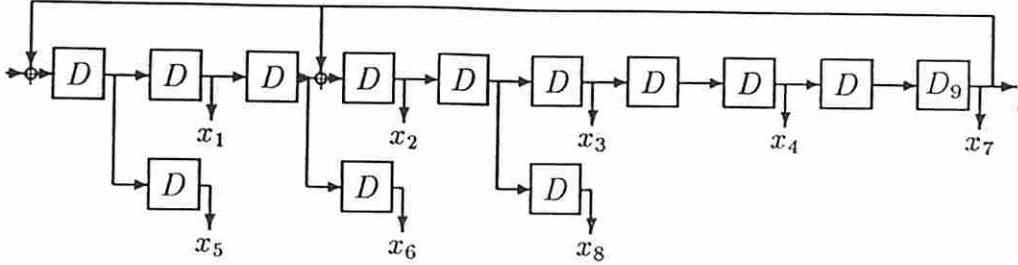 D D D D D D D D D D₉
x₁ x₂ x₃ x₄ x₇
D D D
x₅ x₆ x₈